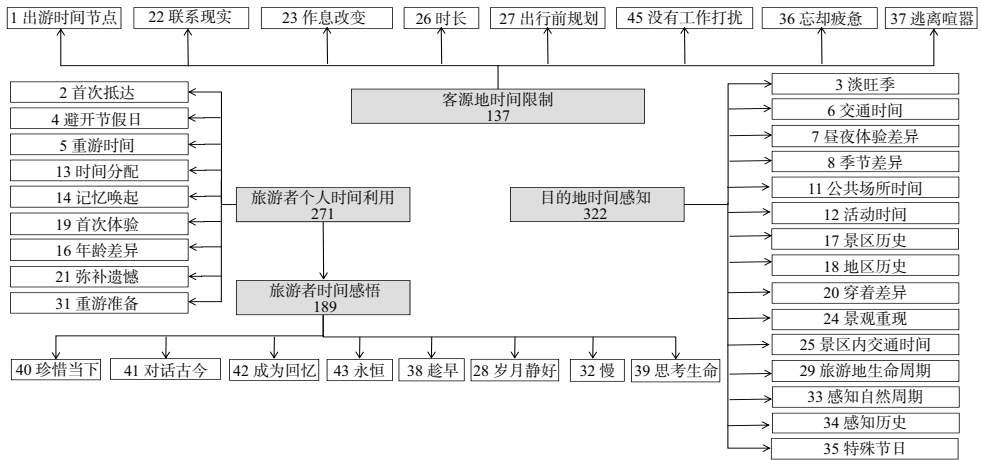 1 出游时间节点
22 联系现实
23 作息改变
26 时长
27 出行前规划
45 没有工作打扰
36 忘却疲惫
37 逃离喧嚣
客源地时间限制
137
2 首次抵达
4 避开节假日
5 重游时间
13 时间分配
14 记忆唤起
19 首次体验
16 年龄差异
21 弥补遗憾
31 重游准备
旅游者个人时间利用
271
旅游者时间感悟
189
40 珍惜当下
41 对话古今
42 成为回忆
43 永恒
38 趁早
28 岁月静好
32 慢
39 思考生命
目的地时间感知
322
3 淡旺季
6 交通时间
7 昼夜体验差异
8 季节差异
11 公共场所时间
12 活动时间
17 景区历史
18 地区历史
20 穿着差异
24 景观重现
25 景区内交通时间
29 旅游地生命周期
33 感知自然周期
34 感知历史
35 特殊节日